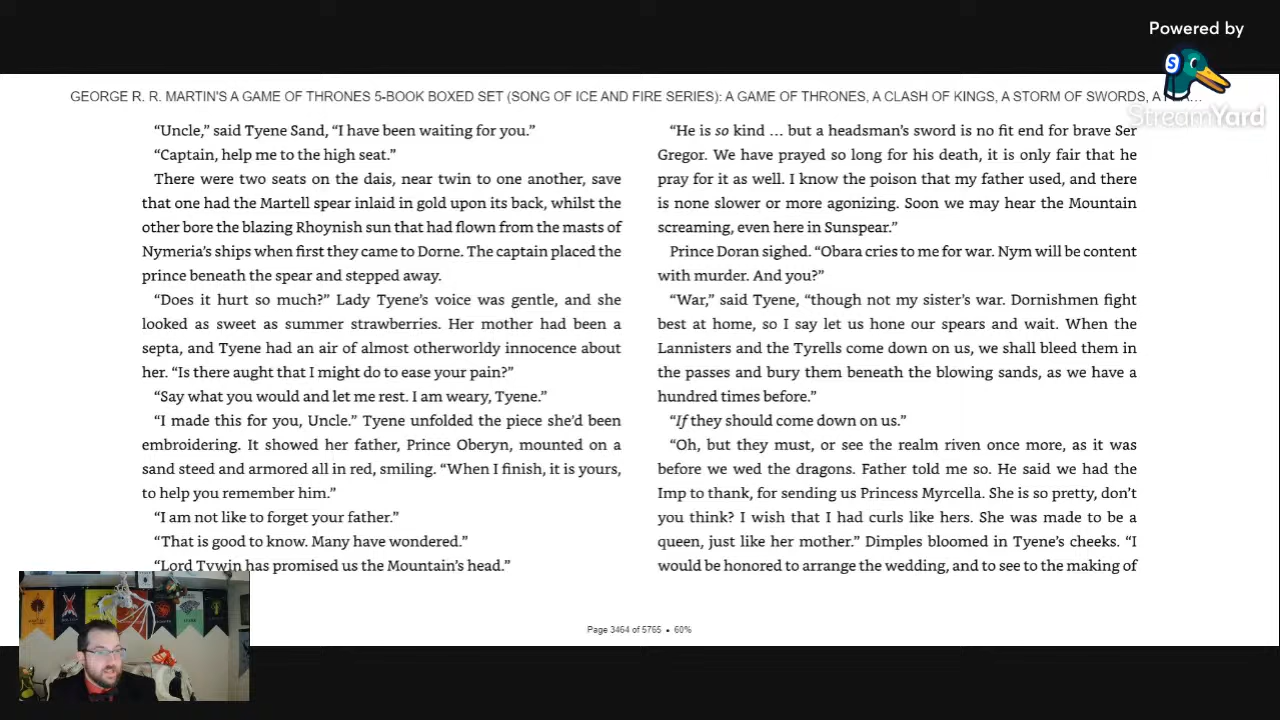 Powered by
S
StreamYard
GEORGE R. R. MARTIN'S A GAME OF THRONES 5-BOOK BOXED SET (SONG OF ICE AND FIRE SERIES): A GAME OF THRONES, A CLASH OF KINGS, A STORM OF SWORDS, A
“Uncle,” said Tyene Sand, “I have been waiting for you.”
“Captain, help me to the high seat.”
There were two seats on the dais, near twin to one another, save
that one had the Martell spear inlaid in gold upon its back, whilst the
other bore the blazing Rhoynish sun that had flown from the masts of
Nymeria’s ships when first they came to Dorne. The captain placed the
prince beneath the spear and stepped away.
“Does it hurt so much?” Lady Tyene’s voice was gentle, and she
looked as sweet as summer strawberries. Her mother had been a
septa, and Tyene had an air of almost otherworldly innocence about
her. “Is there aught that I might do to ease your pain?”
“Say what you would and let me rest. I am weary, Tyene.”
“I made this for you, Uncle.” Tyene unfolded the piece she’d been
embroidering. It showed her father, Prince Oberyn, mounted on a
sand steed and armored all in red, smiling. “When I finish, it is yours,
to help you remember him.”
“I am not like to forget your father.”
“That is good to know. Many have wondered.”
“Lord Tywin has promised us the Mountain’s head.”
“He is so kind … but a headsman’s sword is no fit end for brave Ser
Gregor. We have prayed so long for his death, it is only fair that he
pray for it as well. I know the poison that my father used, and there
is none slower or more agonizing. Soon we may hear the Mountain
screaming, even here in Sunspear.”
Prince Doran sighed. “Obara cries to me for war. Nym will be content
with murder. And you?”
“War,” said Tyene, “though not my sister’s war. Dornishmen fight
best at home, so I say let us hone our spears and wait. When the
Lannisters and the Tyrells come down on us, we shall bleed them in
the passes and bury them beneath the blowing sands, as we have a
hundred times before.”
“If they should come down on us.”
“Oh, but they must, or see the realm riven once more, as it was
before we wed the dragons. Father told me so. He said we had the
Imp to thank, for sending us Princess Myrcella. She is so pretty, don’t
you think? I wish that I had curls like hers. She was made to be a
queen, just like her mother.” Dimples bloomed in Tyene’s cheeks. “I
would be honored to arrange the wedding, and to see to the making of
Page 3464 of 5765 • 60%